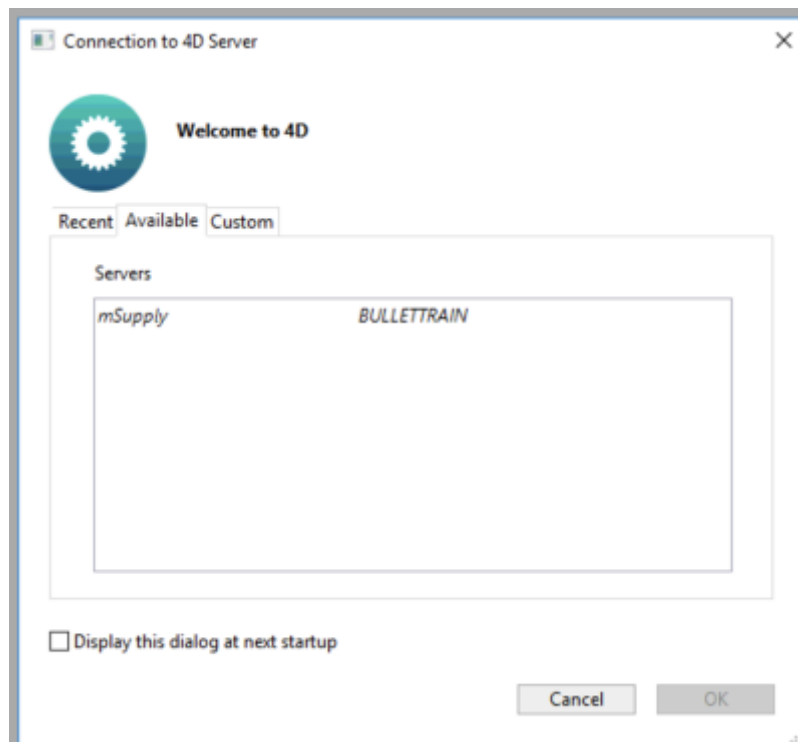 Connection to 4D Server
Welcome to 4D
Recent Available Custom
Servers
mSupply BULLETTRAIN
Display this dialog at next startup
Cancel OK